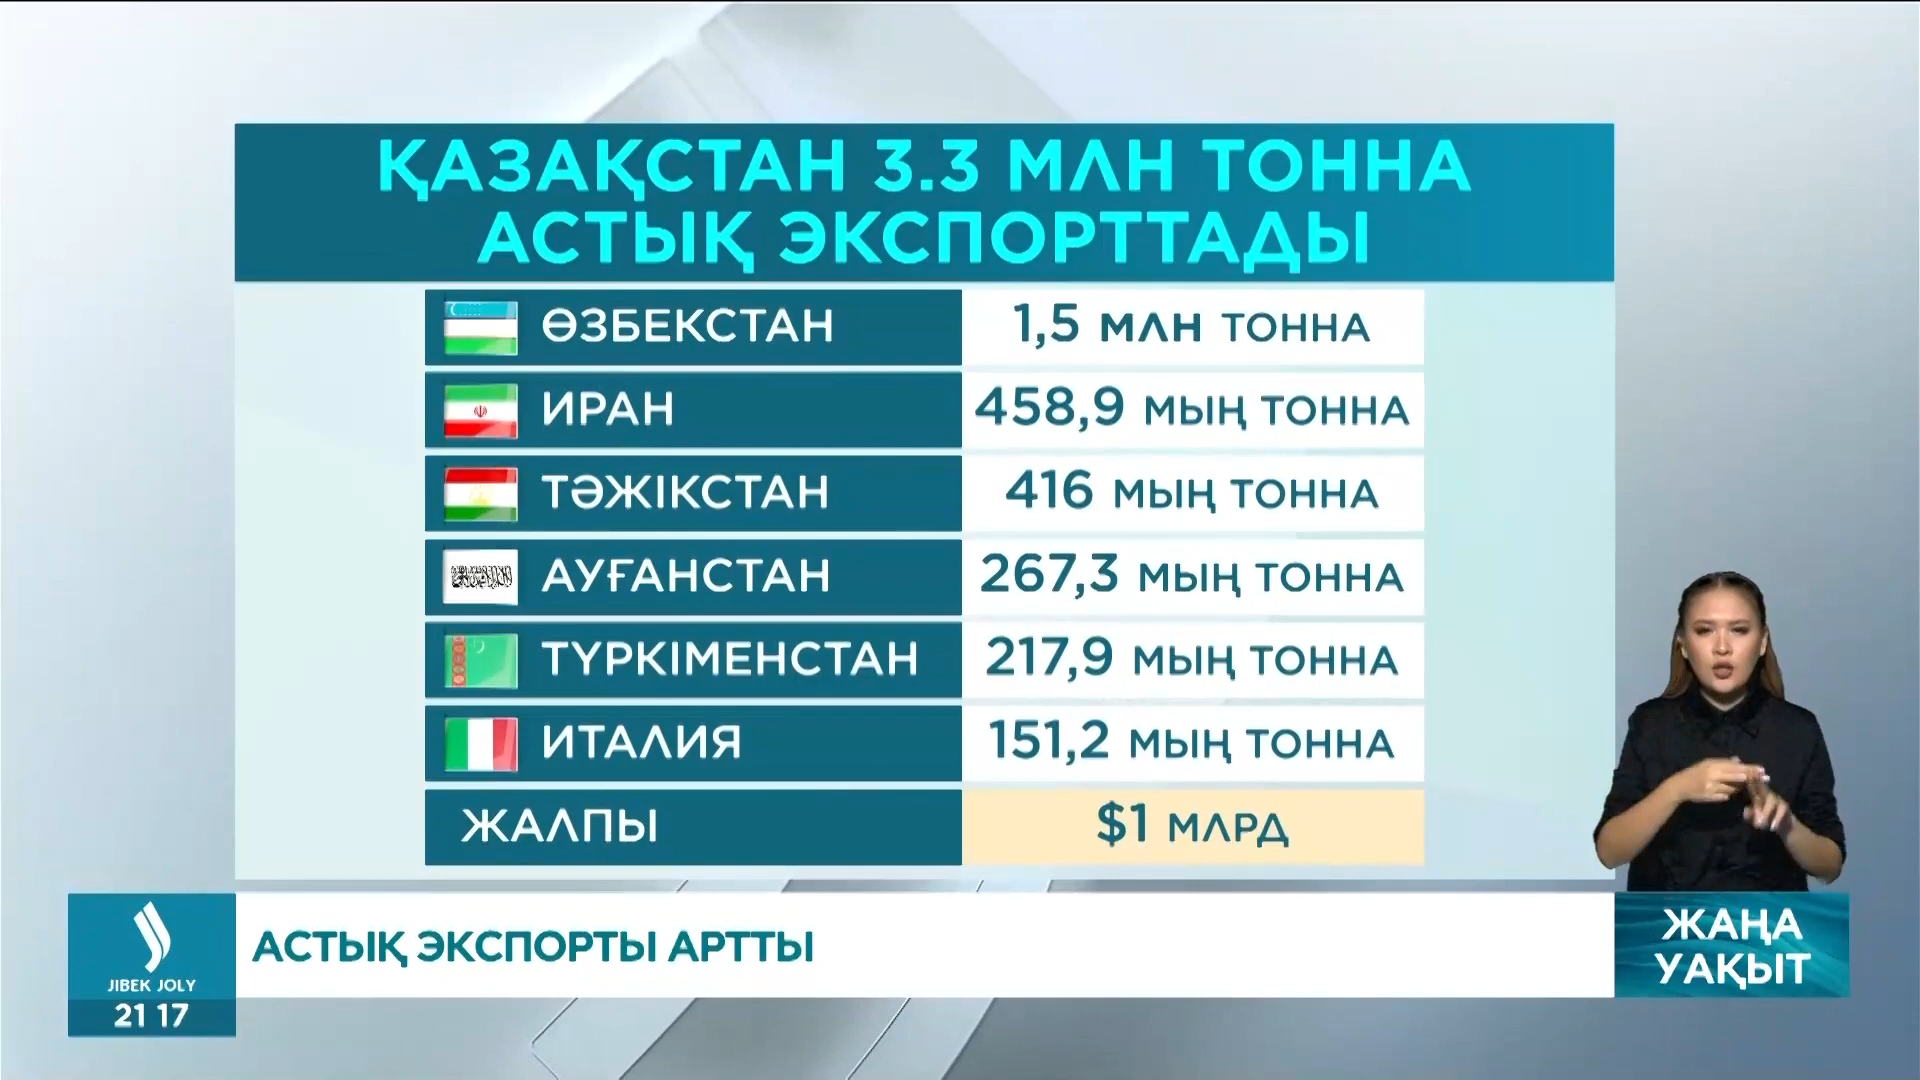 ҚАЗАҚСТАН 3.3 МЛН ТОННА
АСТЫҚ ЭКСПОРТТАДЫ
ӨЗБЕКСТАН 1,5 МЛН ТОННА
ИРАН 458,9 МЫҢ ТОННА
ТӘЖІКСТАН 416 МЫҢ ТОННА
АУҒАНСТАН 267,3 МЫҢ ТОННА
ТҮРКІМЕНСТАН 217,9 МЫҢ ТОННА
ИТАЛИЯ 151,2 МЫҢ ТОННА
ЖАЛПЫ $1 МЛРД
JIBEK JOLY
21 17
АСТЫҚ ЭКСПОРТЫ АРТТЫ
ЖАҢА
УАҚЫТ